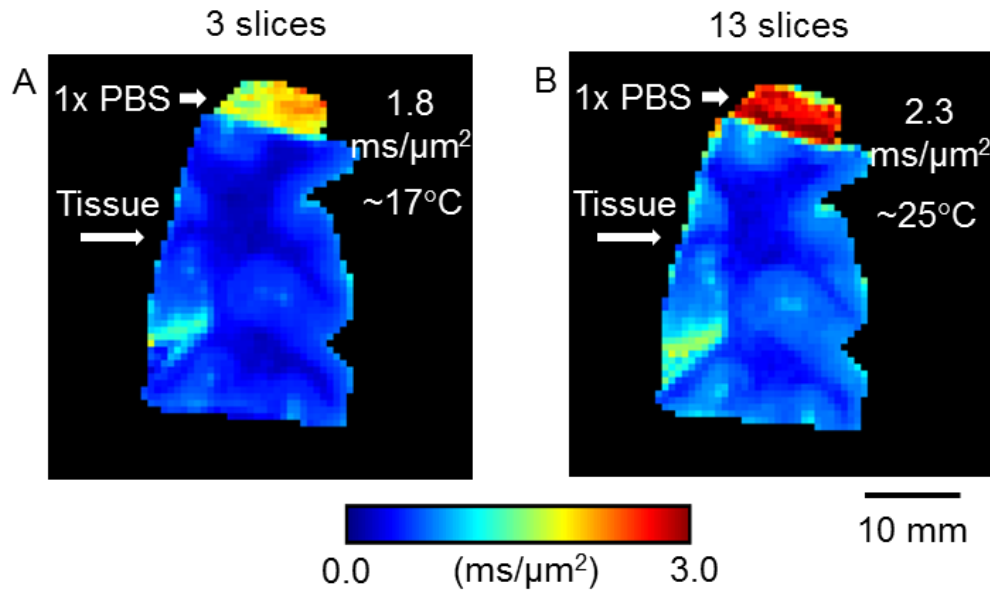 3 slices
13 slices
A
1x PBS
1.8
ms/μm²
~17°C
Tissue
B
1x PBS
2.3
ms/μm²
~25°C
Tissue
0.0
(ms/μm²)
3.0
10 mm